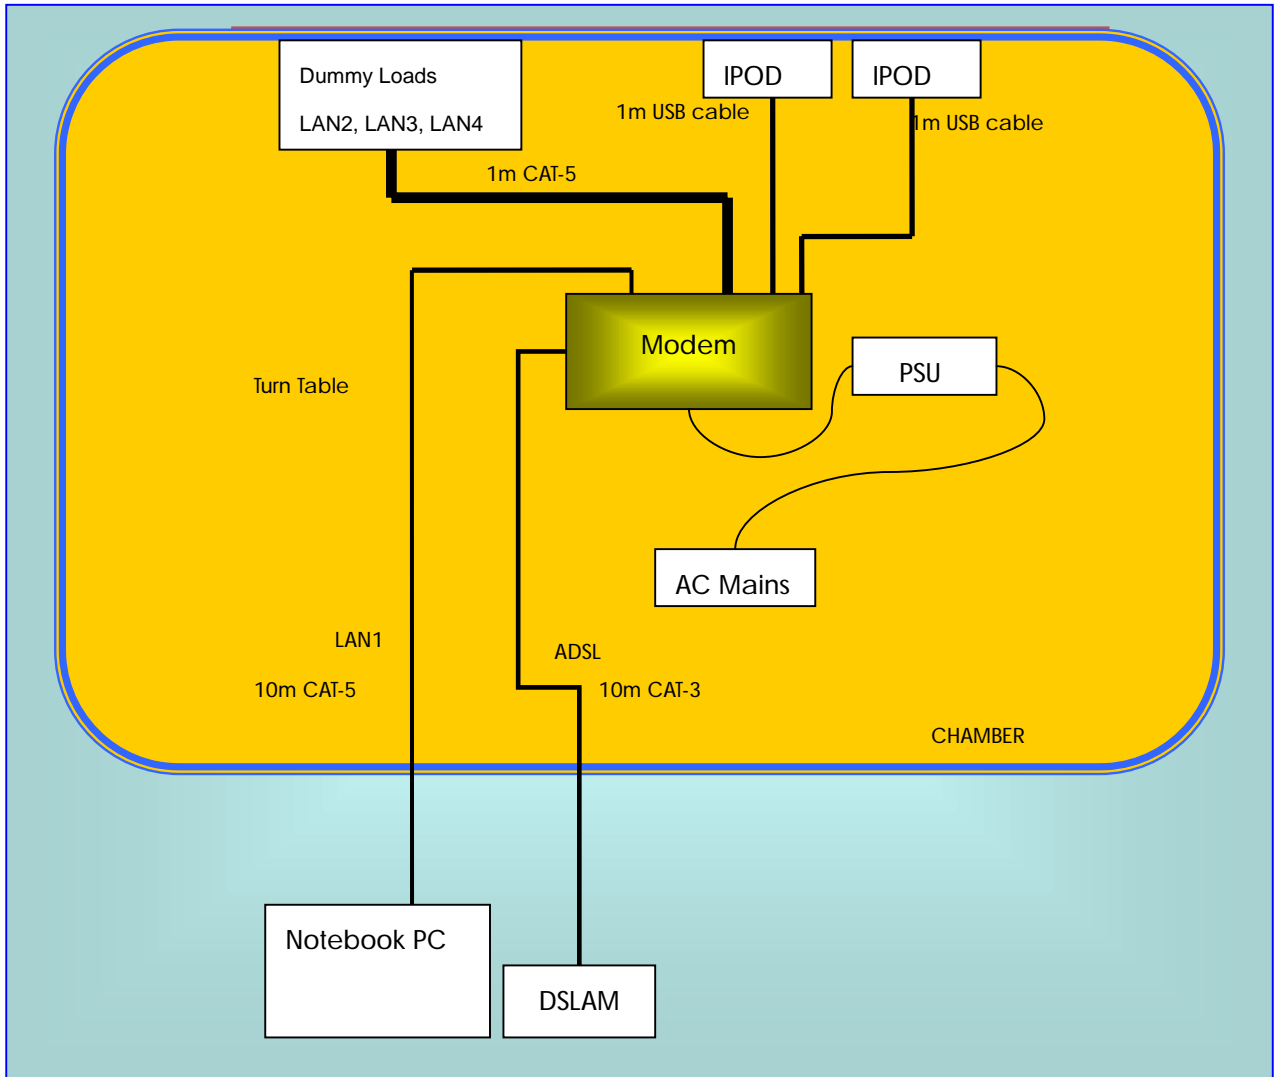 Dummy Loads
LAN2, LAN3, LAN4
IPOD
IPOD
1m USB cable
1m USB cable
1m CAT-5
Modem
PSU
Turn Table
AC Mains
LAN1
ADSL
10m CAT-5
10m CAT-3
CHAMBER
Notebook PC
DSLAM